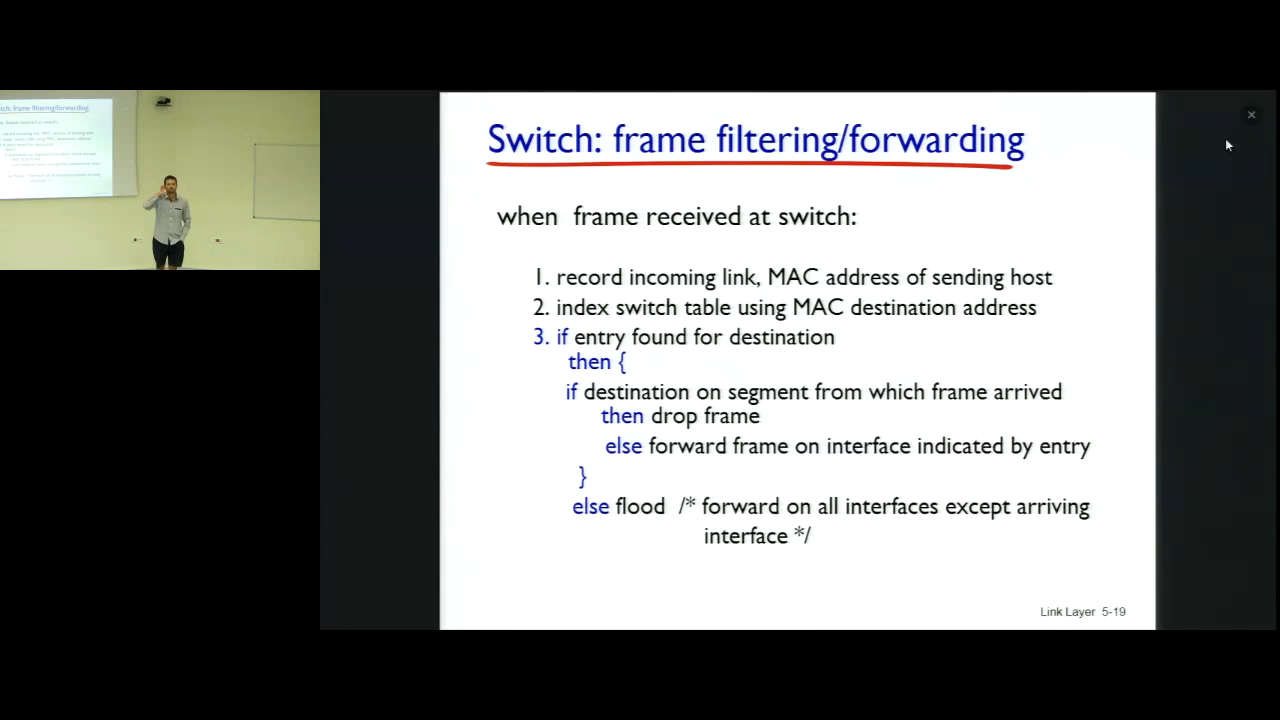 Switch: frame filtering/forwarding
when frame received at switch:
1. record incoming link, MAC address of sending host
2. index switch table using MAC destination address
3. if entry found for destination
then {
if destination on segment from which frame arrived
then drop frame
else forward frame on interface indicated by entry
}
else flood /* forward on all interfaces except arriving
interface */
Link Layer 5-19